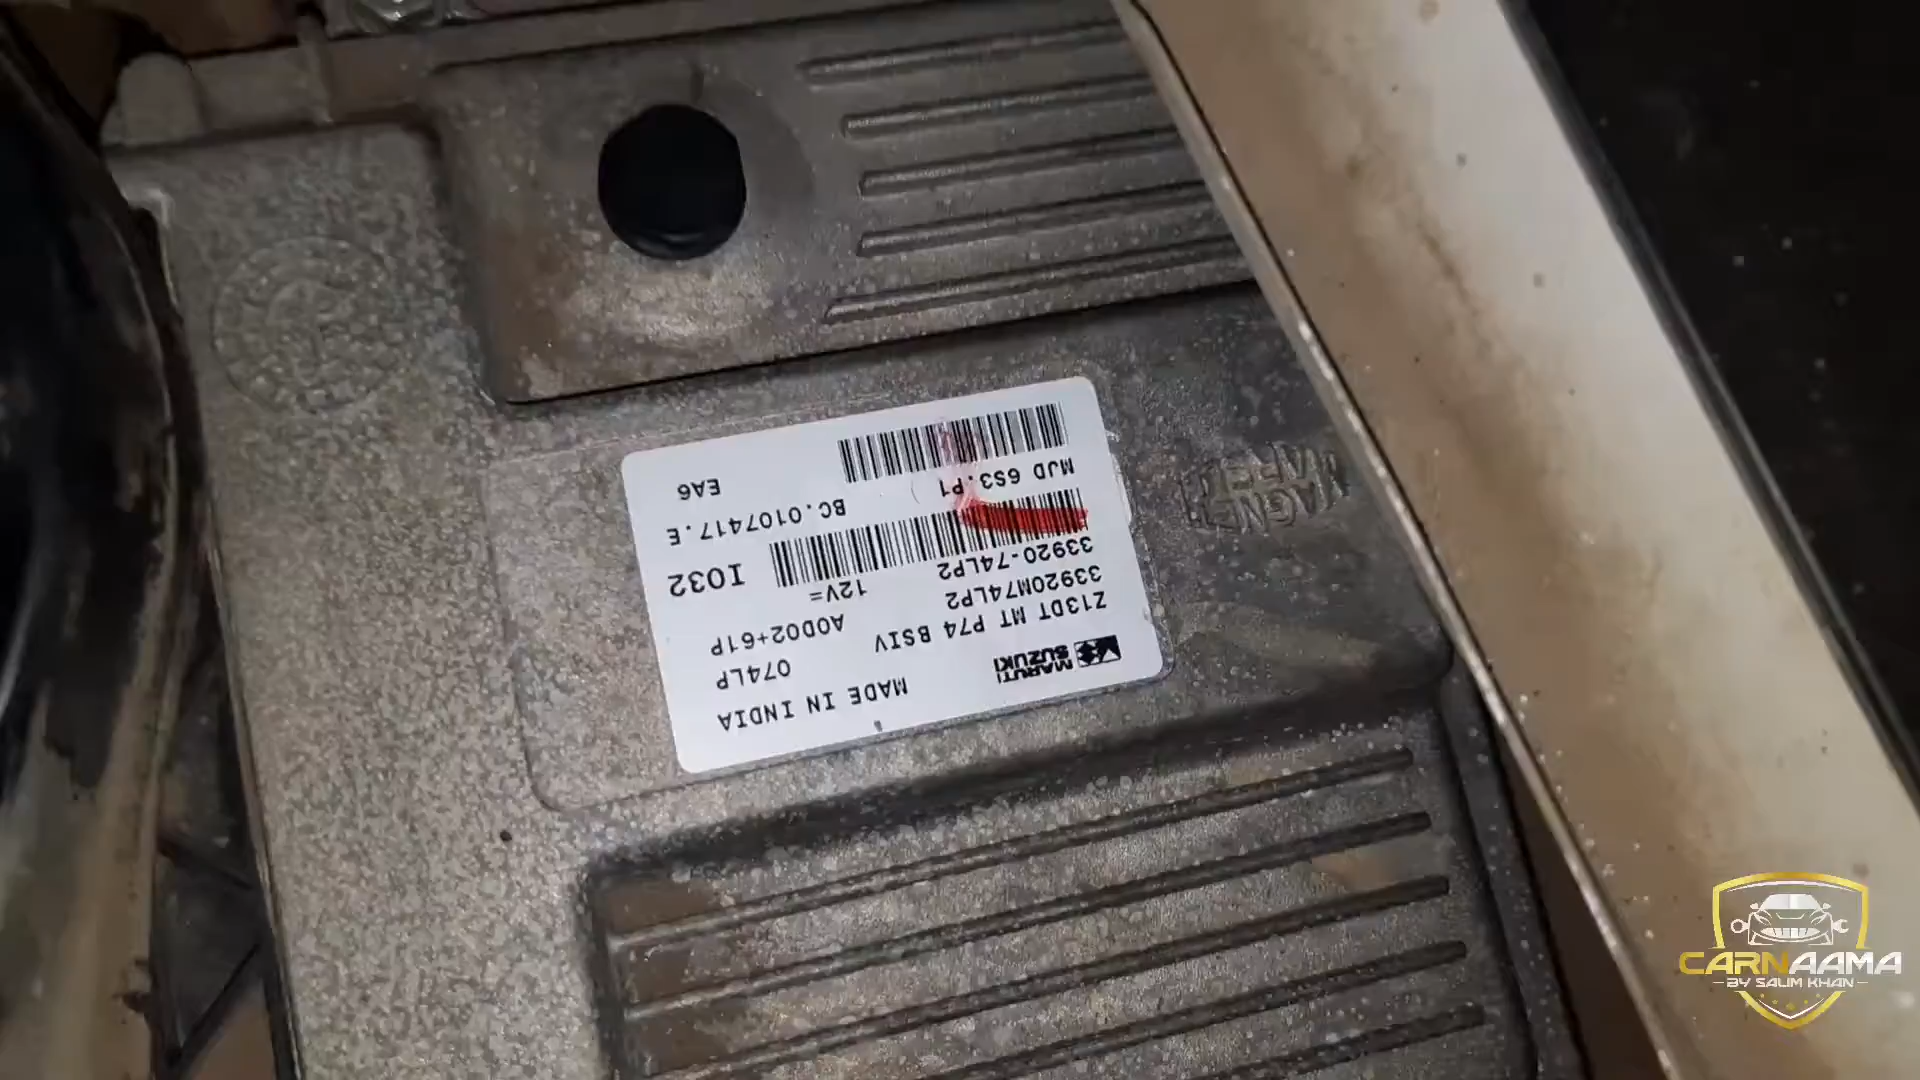 MARUTI SUZUKI MADE IN INDIA
Z13DT MT P74 BSIV 074LP
33920M74LP2 A0D02+61P
33920-74LP2 12V= I032
MJD 6S3.P1 BC.0107417.E
EA6
MAGNETI
MARELLI
CARNAAMA
BY SALIM KHAN